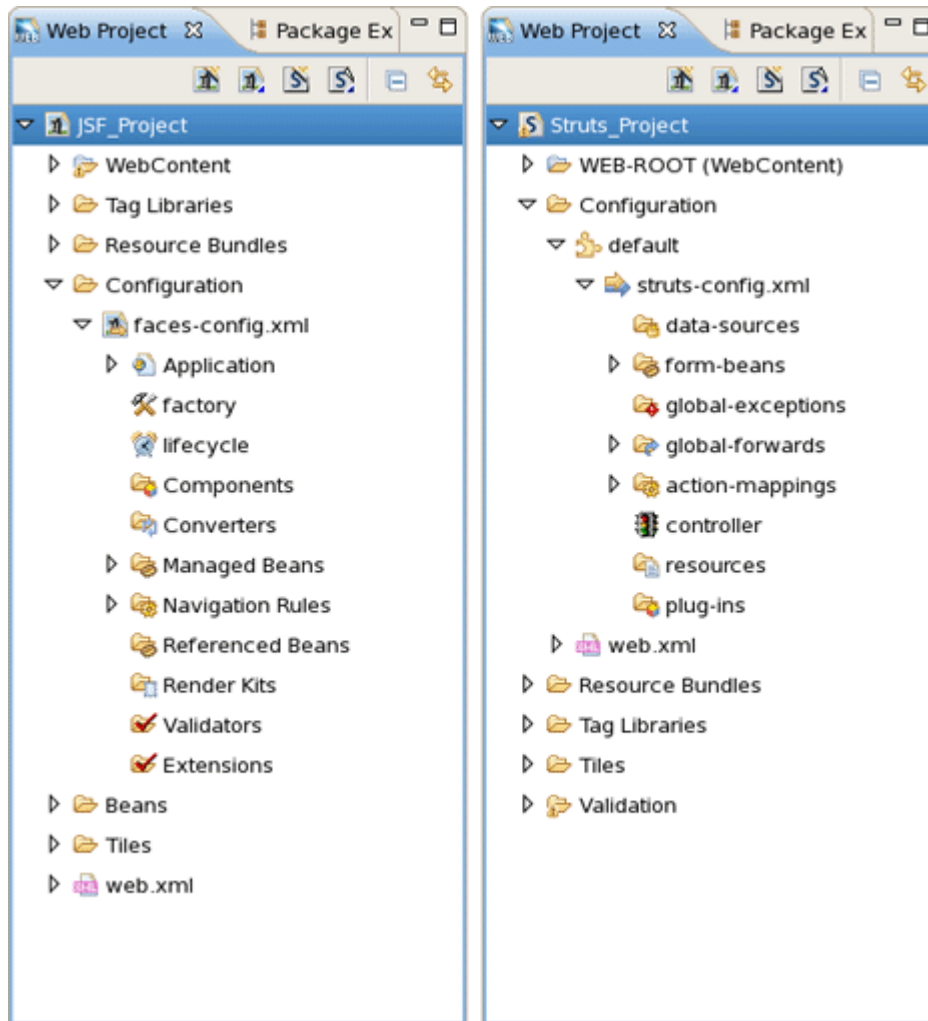 Web Project
Package Ex
JSF_Project
WebContent
Tag Libraries
Resource Bundles
Configuration
faces-config.xml
Application
factory
lifecycle
Components
Converters
Managed Beans
Navigation Rules
Referenced Beans
Render Kits
Validators
Extensions
Beans
Tiles
web.xml
Web Project
Package Ex
Struts_Project
WEB-ROOT (WebContent)
Configuration
default
struts-config.xml
data-sources
form-beans
global-exceptions
global-forwards
action-mappings
controller
resources
plug-ins
web.xml
Resource Bundles
Tag Libraries
Tiles
Validation